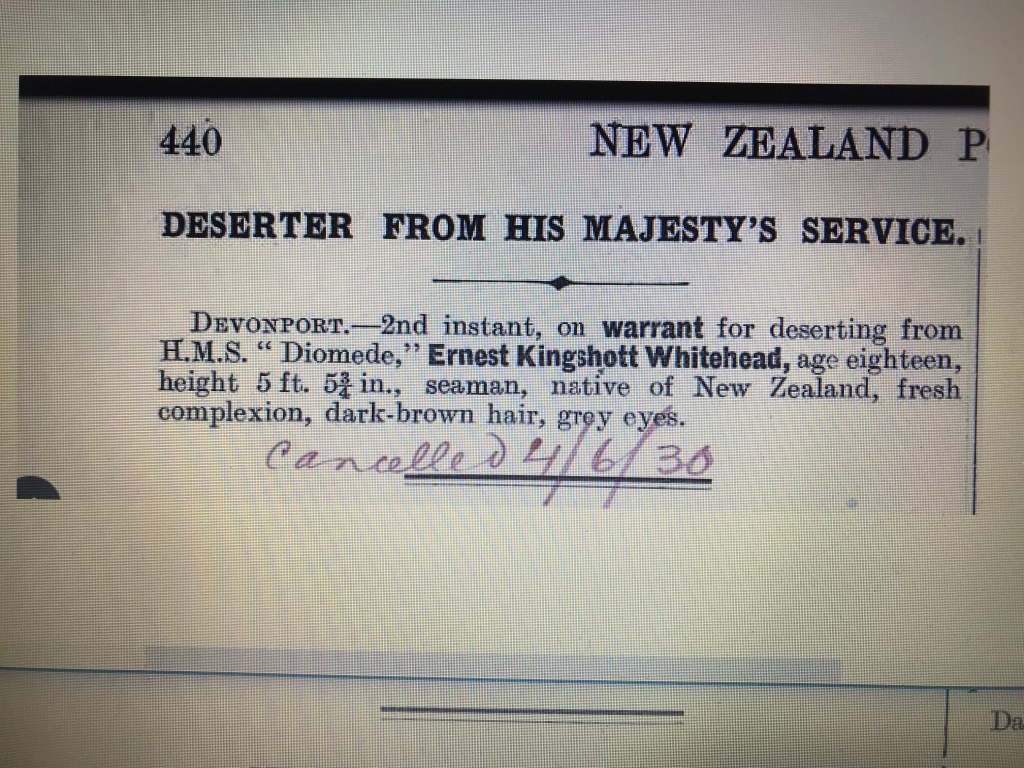 440 NEW ZEALAND P
DESERTER FROM HIS MAJESTY'S SERVICE.
DEVONPORT.—2nd instant, on warrant for deserting from
H.M.S. “ Diomede,” Ernest Kingshott Whitehead, age eighteen,
height 5 ft. 5¾ in., seaman, native of New Zealand, fresh
complexion, dark-brown hair, grey eyes.
Cancelled 4/6/30
Da